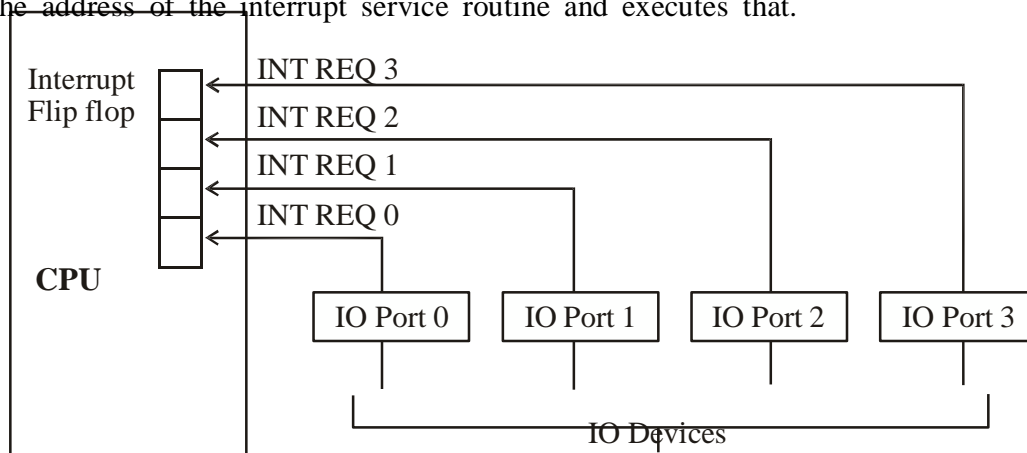 he address of the interrupt service routine and executes that.
Interrupt
Flip flop
INT REQ 3
INT REQ 2
INT REQ 1
INT REQ 0
CPU
IO Port 0
IO Port 1
IO Port 2
IO Port 3
IO Devices